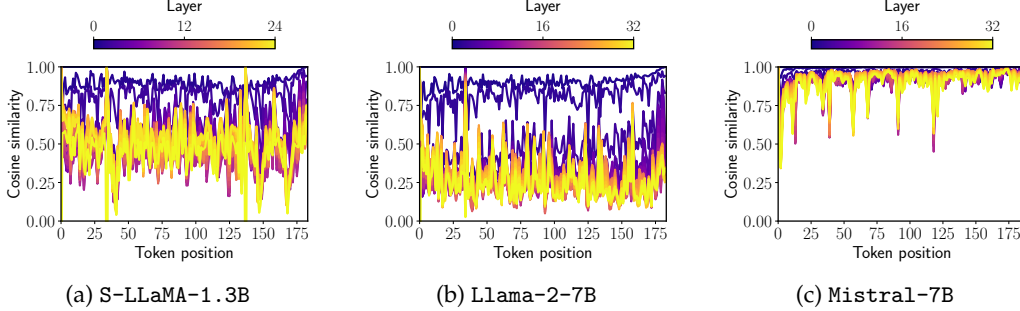 Layer
0 12 24
1.00
0.75
0.50
0.25
0.00
Cosine similarity
0 25 50 75 100 125 150 175
Token position
(a) S-LLaMA-1.3B
Layer
0 16 32
1.00
0.75
0.50
0.25
0.00
Cosine similarity
0 25 50 75 100 125 150 175
Token position
(b) Llama-2-7B
Layer
0 16 32
1.00
0.75
0.50
0.25
0.00
Cosine similarity
0 25 50 75 100 125 150 175
Token position
(c) Mistral-7B